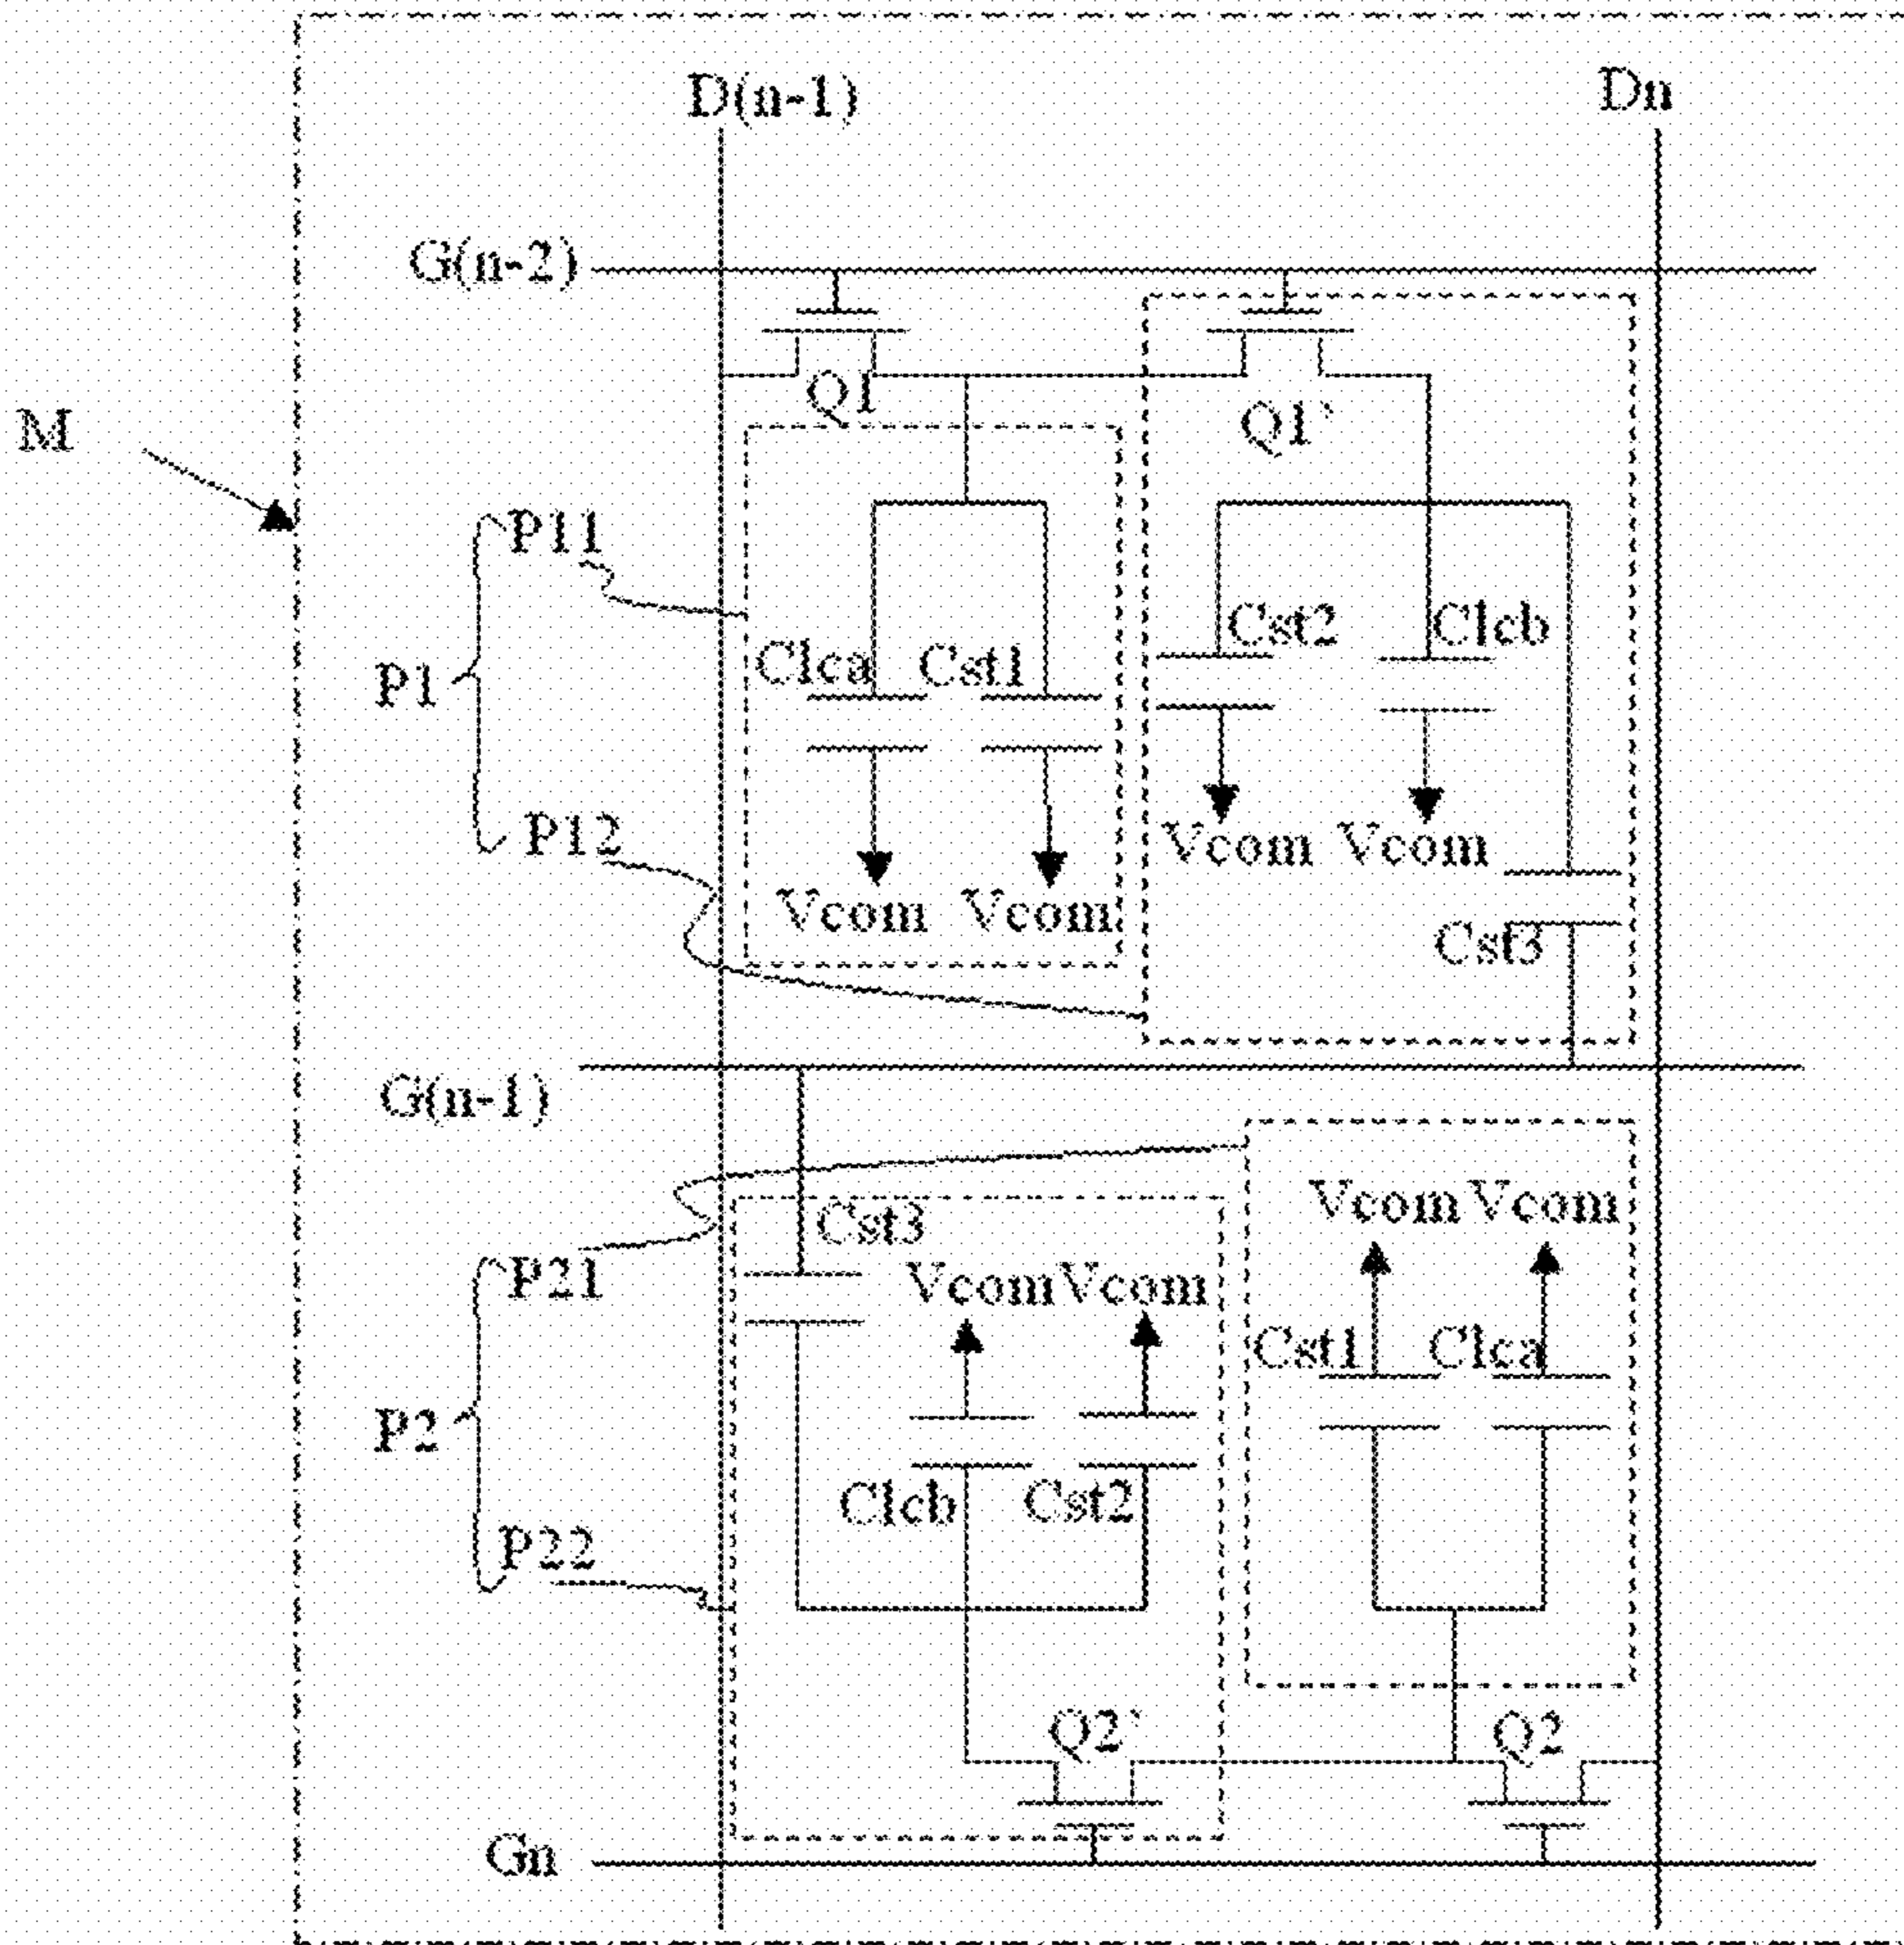 D(n-1) Dn
G(n-2)
Q1 Q1`
M
P11
Cst2 Clcb
Clca Cst1
P1
P12 Vcom Vcom
Vcom Vcom
Cst3
G(n-1)
Vcom Vcom
Cst3
P21 Vcom Vcom
Cst1 Clca
P2
Clcb Cst2
P22
Q2` Q2
Gn